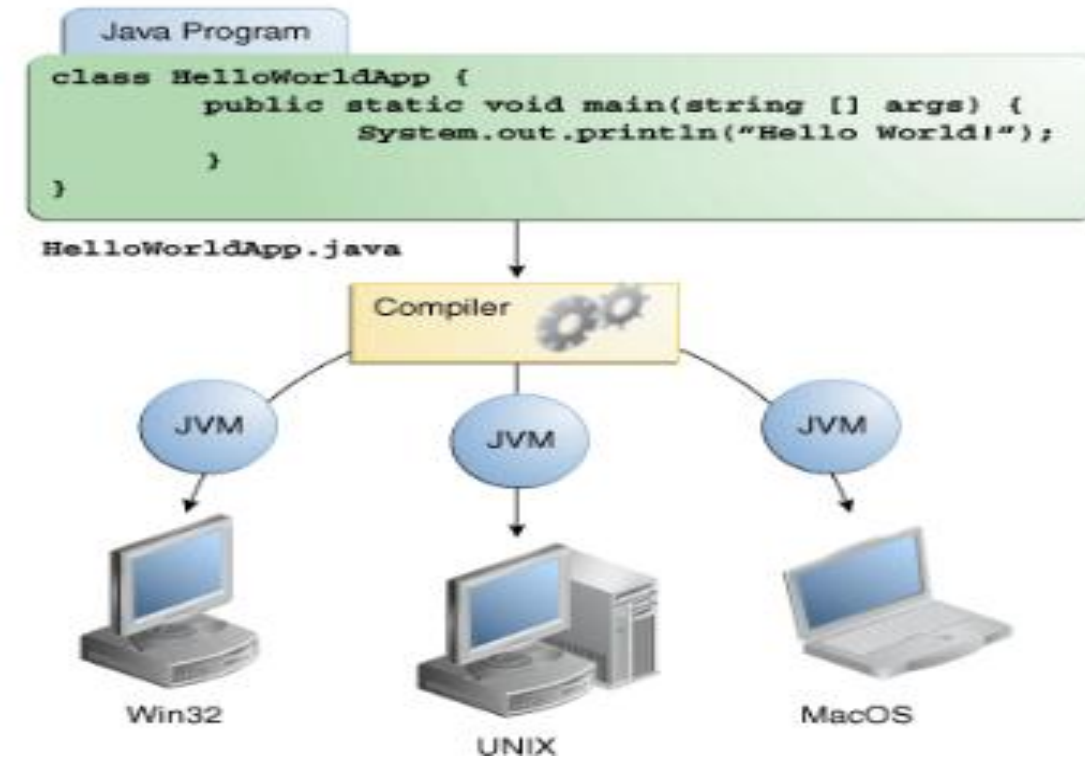 Java Program
class HelloWorldApp {
public static void main(string [] args) {
System.out.println("Hello World!");
}
}
HelloWorldApp.java
Compiler
JVM JVM JVM
Win32 UNIX MacOS